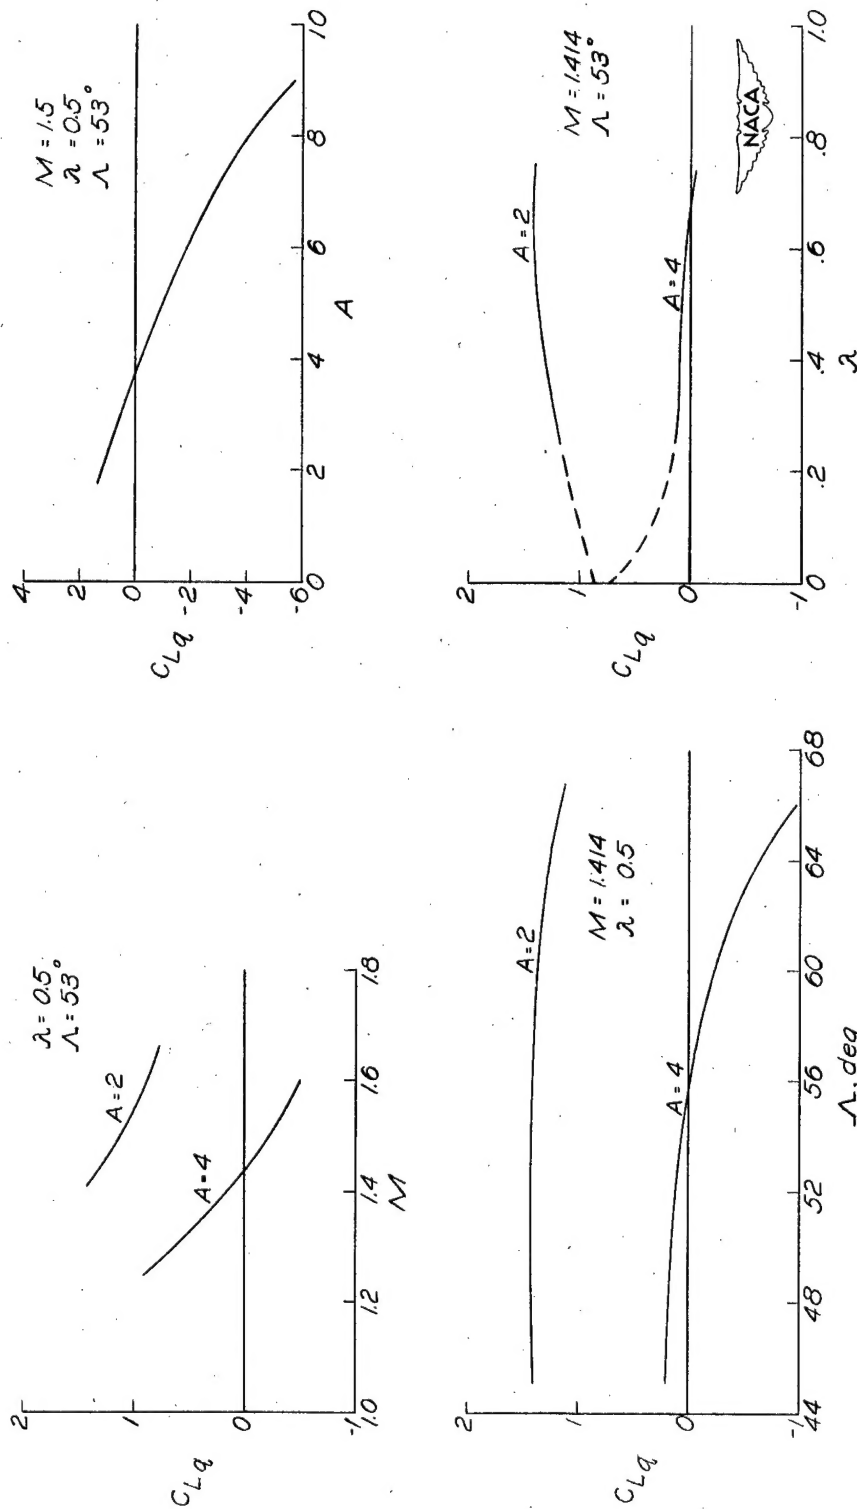 λ = 0.5
Λ = 53°
2
1
0
-1
C_Lq
A=2
A=4
1.0
1.2
1.4
1.6
1.8
M
M = 1.5
λ = 0.5
Λ = 53°
4
2
0
-2
-4
-6
C_Lq
0
2
4
6
8
10
A
M = 1.414
λ = 0.5
2
1
0
-1
C_Lq
A=2
A=4
44
48
52
56
60
64
68
Λ, deg
M = 1.414
Λ = 53°
2
1
0
-1
C_Lq
A=2
A=4
0
.2
.4
.6
.8
1.0
λ
NACA